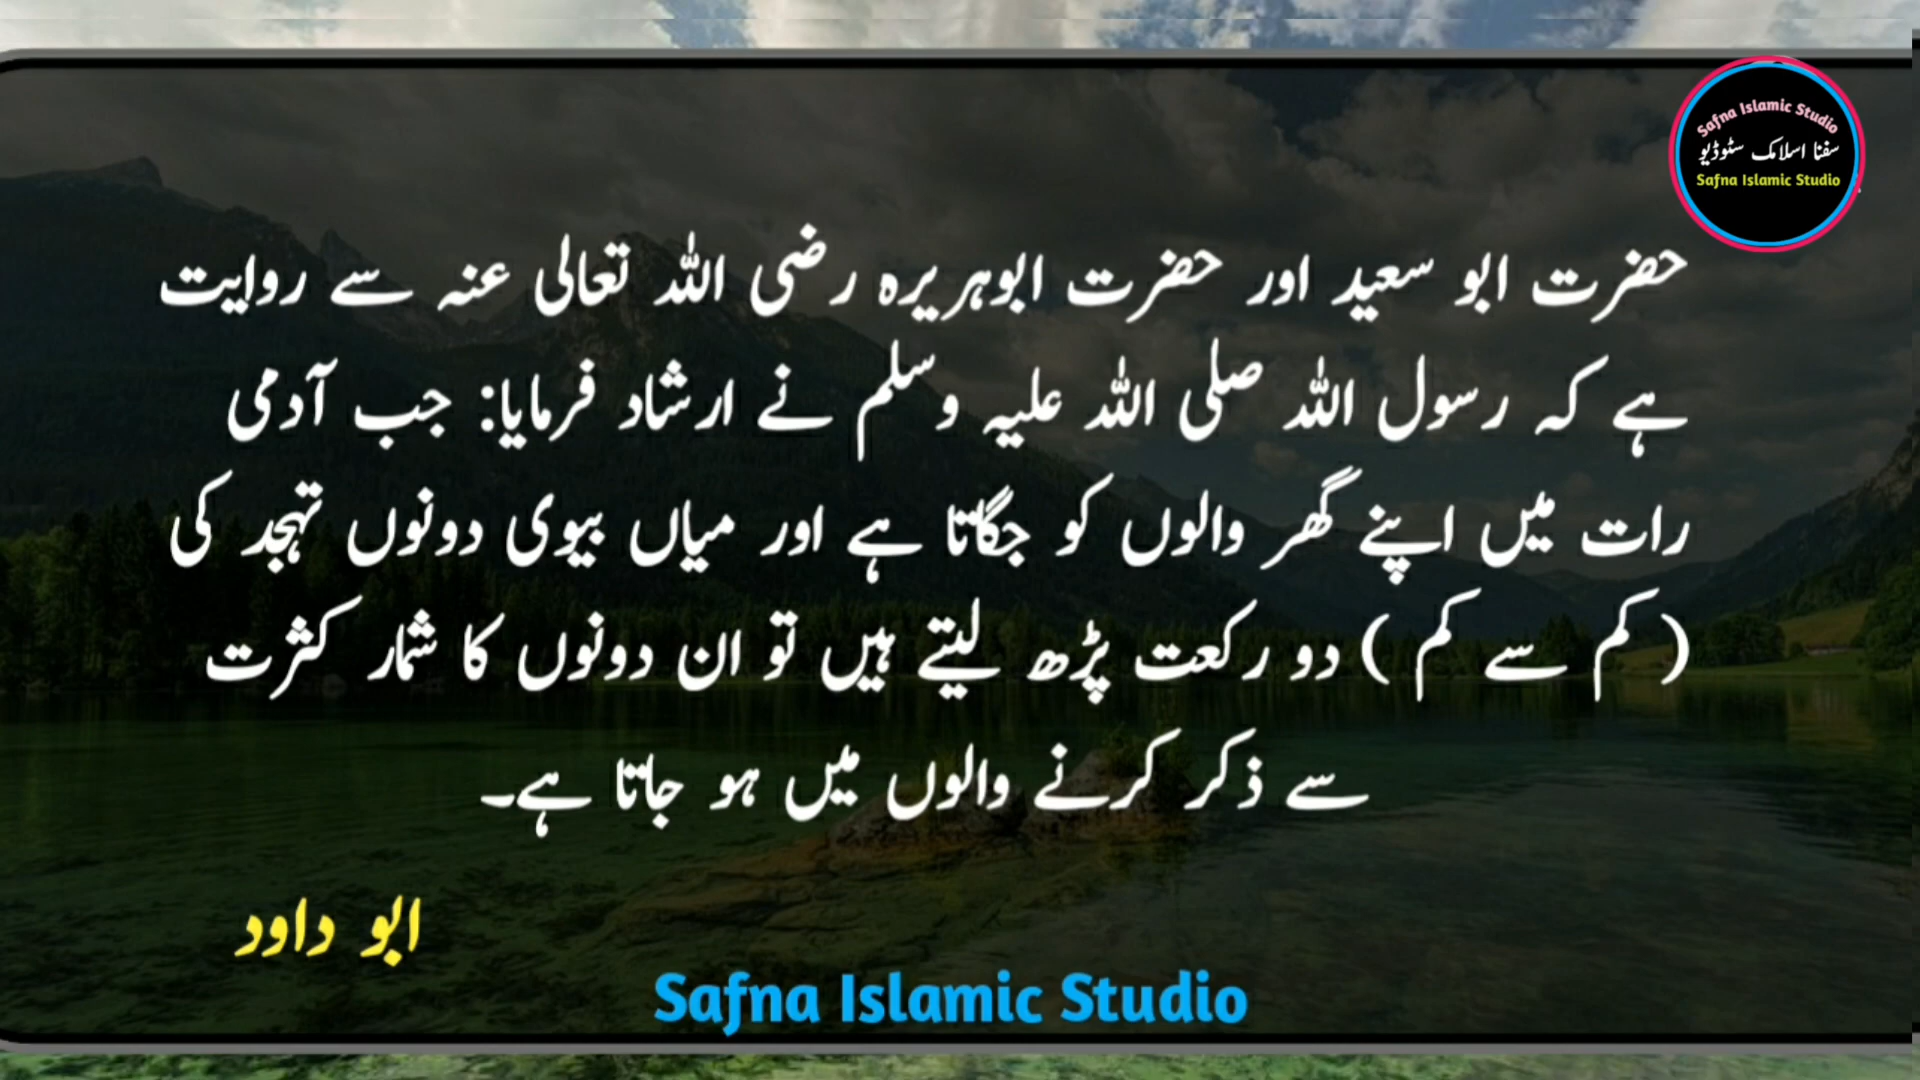 Safna Islamic Studio
سفنا اسلامک سٹوڈیو
Safna Islamic Studio
حضرت ابو سعید اور حضرت ابوہریرہ رضی اللہ تعالی عنہ سے روایت
ہے کہ رسول اللہ صلی اللہ علیہ وسلم نے ارشاد فرمایا: جب آدمی
رات میں اپنے گھر والوں کو جگاتا ہے اور میاں بیوی دونوں تہجد کی
(کم سے کم ) دو رکعت پڑھ لیتے ہیں تو ان دونوں کا شمار کثرت
سے ذکر کرنے والوں میں ہو جاتا ہے۔
ابو داود
Safna Islamic Studio